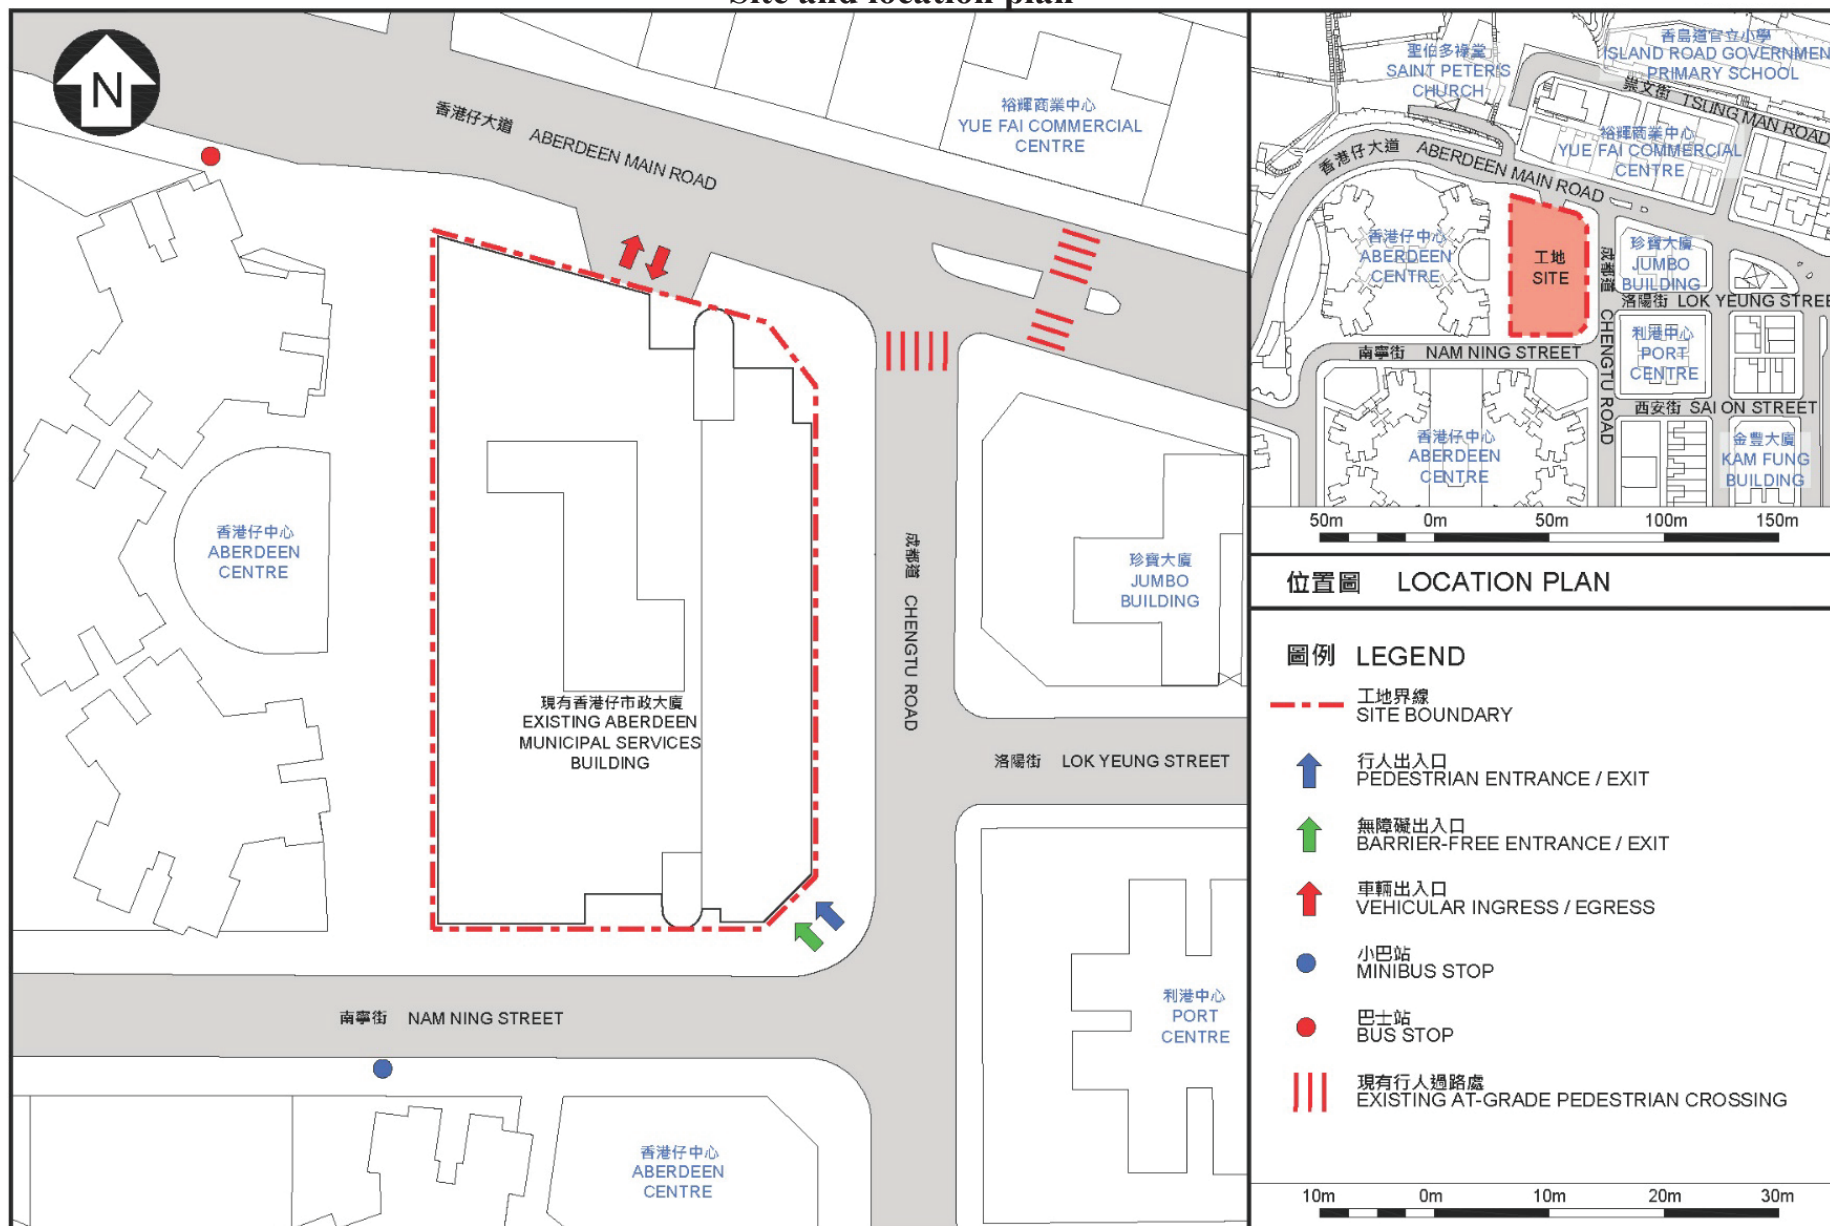 Site and location plan
N
香港仔大道 ABERDEEN MAIN ROAD
裕輝商業中心
YUE FAI COMMERCIAL
CENTRE
香港仔中心
ABERDEEN
CENTRE
現有香港仔市政大廈
EXISTING ABERDEEN
MUNICIPAL SERVICES
BUILDING
成都道 CHENGTU ROAD
珍寶大廈
JUMBO
BUILDING
洛陽街 LOK YEUNG STREET
南寧街 NAM NING STREET
利港中心
PORT
CENTRE
香港仔中心
ABERDEEN
CENTRE
聖伯多祿堂
SAINT PETER'S
CHURCH
香島道官立小學
ISLAND ROAD GOVERNMEN
PRIMARY SCHOOL
崇文街 TSUNG MAN ROAD
裕輝商業中心
YUE FAI COMMERCIAL
CENTRE
香港仔大道 ABERDEEN MAIN ROAD
香港仔中心
ABERDEEN
CENTRE
工地
SITE
成都道 CHENGTU ROAD
珍寶大廈
JUMBO
BUILDING
洛陽街 LOK YEUNG STREE
南寧街 NAM NING STREET
利港中心
PORT
CENTRE
西安街 SAI ON STREET
香港仔中心
ABERDEEN
CENTRE
金豐大廈
KAM FUNG
BUILDING
50m 0m 50m 100m 150m
位置圖 LOCATION PLAN
圖例 LEGEND
工地界線
SITE BOUNDARY
行人出入口
PEDESTRIAN ENTRANCE / EXIT
無障礙出入口
BARRIER-FREE ENTRANCE / EXIT
車輛出入口
VEHICULAR INGRESS / EGRESS
小巴站
MINIBUS STOP
巴士站
BUS STOP
現有行人過路處
EXISTING AT-GRADE PEDESTRIAN CROSSING
10m 0m 10m 20m 30m